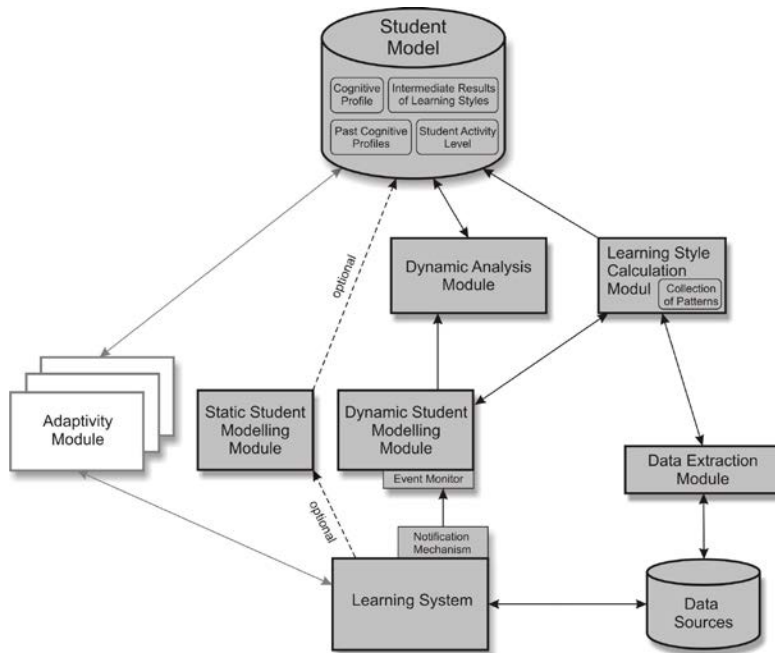 Student
Model
Cognitive
Profile
Intermediate Results
of Learning Styles
Past Cognitive
Profiles
Student Activity
Level
optional
Dynamic Analysis
Module
Learning Style
Calculation
Modul
Collection
of Patterns
Adaptivity
Module
Static Student
Modelling
Module
Dynamic Student
Modelling
Module
Event Monitor
Data Extraction
Module
optional
Notification
Mechanism
Learning System
Data
Sources